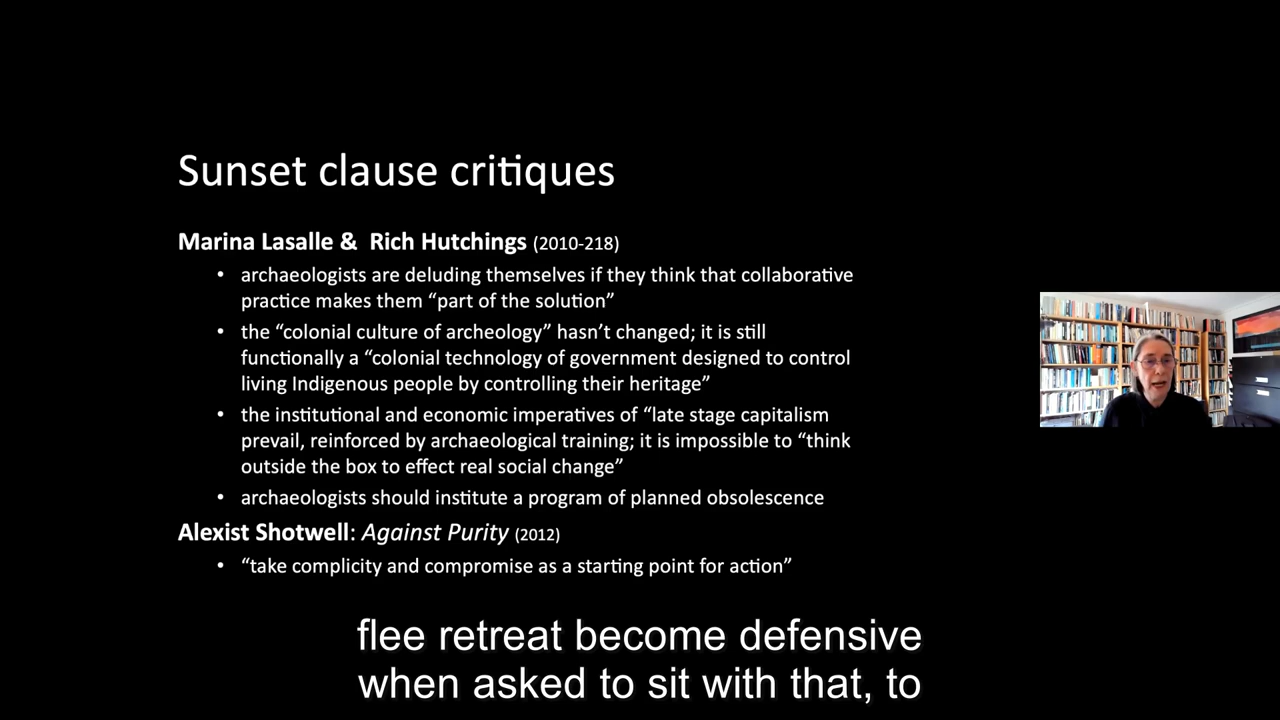 Sunset clause critiques
Marina Lasalle & Rich Hutchings (2010-218)
• archaeologists are deluding themselves if they think that collaborative
practice makes them “part of the solution”
• the “colonial culture of archeology” hasn’t changed; it is still
functionally a “colonial technology of government designed to control
living Indigenous people by controlling their heritage”
• the institutional and economic imperatives of “late stage capitalism
prevail, reinforced by archaeological training; it is impossible to “think
outside the box to effect real social change”
• archaeologists should institute a program of planned obsolescence
Alexist Shotwell: Against Purity (2012)
• “take complicity and compromise as a starting point for action”
flee retreat become defensive
when asked to sit with that, to